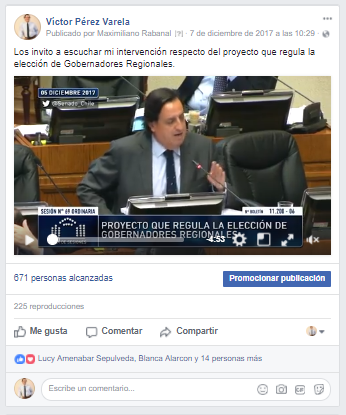 Víctor Pérez Varela
Publicado por Maximiliano Rabanal [?] · 7 de diciembre de 2017 a las 10:29 ·
Los invito a escuchar mi intervención respecto del proyecto que regula la
elección de Gobernadores Regionales.
05 DICIEMBRE 2017
@Senado_Chile
SESIÓN Nº 69 ORDINARIA
Nº BOLETÍN
11.200 - 06
PROYECTO QUE REGULA LA ELECCIÓN DE
GOBERNADORES REGIONALES
-4:53
671 personas alcanzadas
Promocionar publicación
225 reproducciones
Me gusta
Comentar
Compartir
Lucy Amenabar Sepulveda, Blanca Alarcon y 14 personas más
Escribe un comentario...
GIF